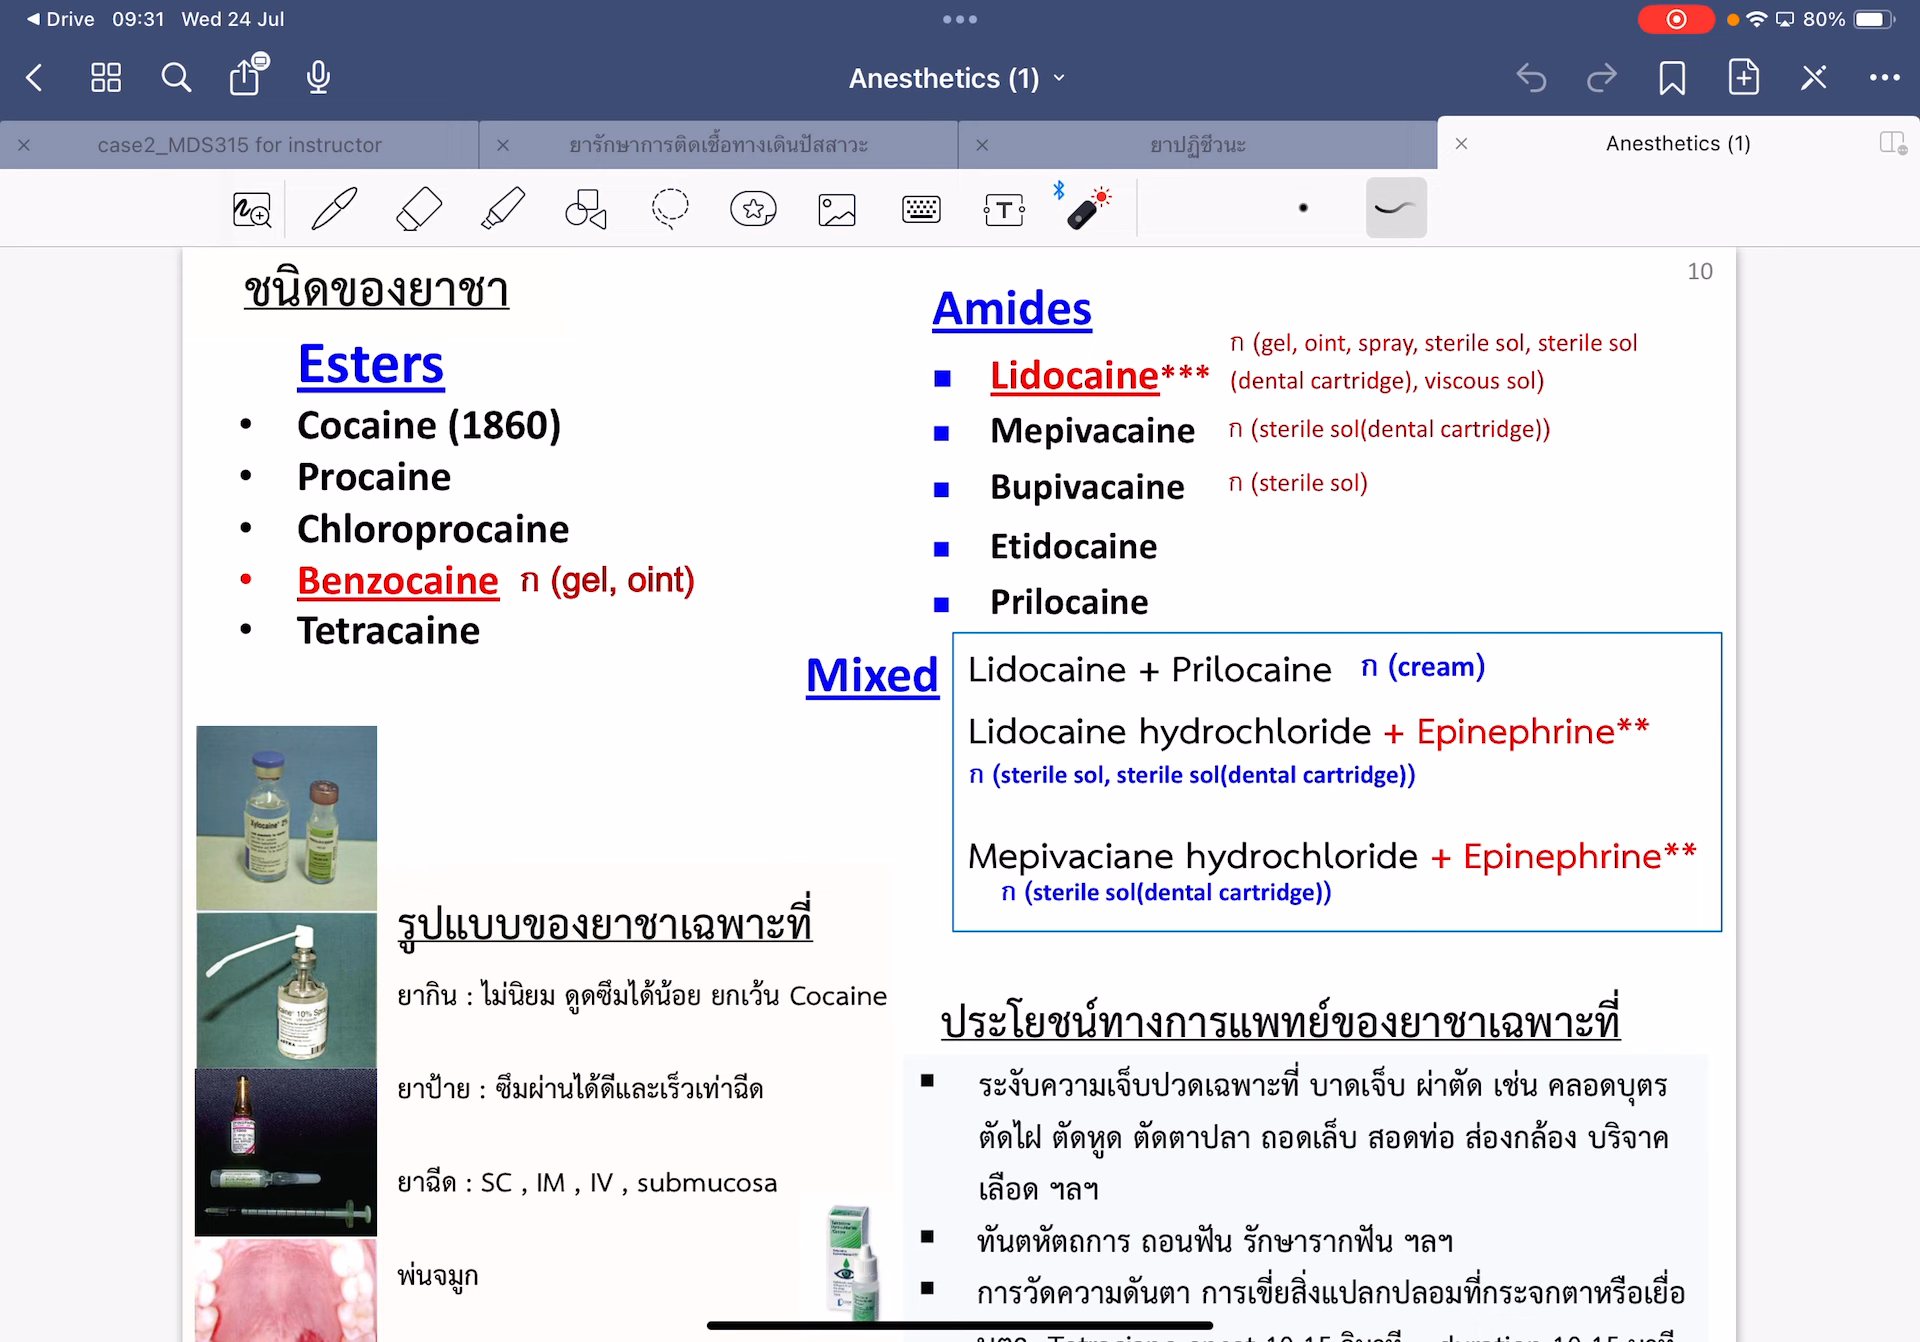 Drive 09:31 Wed 24 Jul
80%
Anesthetics (1)
case2_MDS315 for instructor
ยารักษาการติดเชื้อทางเดินปัสสาวะ
ยาปฏิชีวนะ
Anesthetics (1)
10
ชนิดของยาชา
Esters
• Cocaine (1860)
• Procaine
• Chloroprocaine
• Benzocaine ก (gel, oint)
• Tetracaine
Amides
Lidocaine*** ก (gel, oint, spray, sterile sol, sterile sol
(dental cartridge), viscous sol)
Mepivacaine ก (sterile sol(dental cartridge))
Bupivacaine ก (sterile sol)
Etidocaine
Prilocaine
Mixed
Lidocaine + Prilocaine ก (cream)
Lidocaine hydrochloride + Epinephrine**
ก (sterile sol, sterile sol(dental cartridge))
Mepivaciane hydrochloride + Epinephrine**
ก (sterile sol(dental cartridge))
Xylocaine 2%
10% Spray
รูปแบบของยาชาเฉพาะที่
ยากิน : ไม่นิยม ดูดซึมได้น้อย ยกเว้น Cocaine
ยาป้าย : ซึมผ่านได้ดีและเร็วเท่าฉีด
ยาฉีด : SC , IM , IV , submucosa
พ่นจมูก
ประโยชน์ทางการแพทย์ของยาชาเฉพาะที่
ระงับความเจ็บปวดเฉพาะที่ บาดเจ็บ ผ่าตัด เช่น คลอดบุตร
ตัดไฝ ตัดหูด ตัดตาปลา ถอดเล็บ สอดท่อ ส่องกล้อง บริจาค
เลือด ฯลฯ
ทันตหัตถการ ถอนฟัน รักษารากฟัน ฯลฯ
การวัดความดันตา การเขี่ยสิ่งแปลกปลอมที่กระจกตาหรือเยื่อ